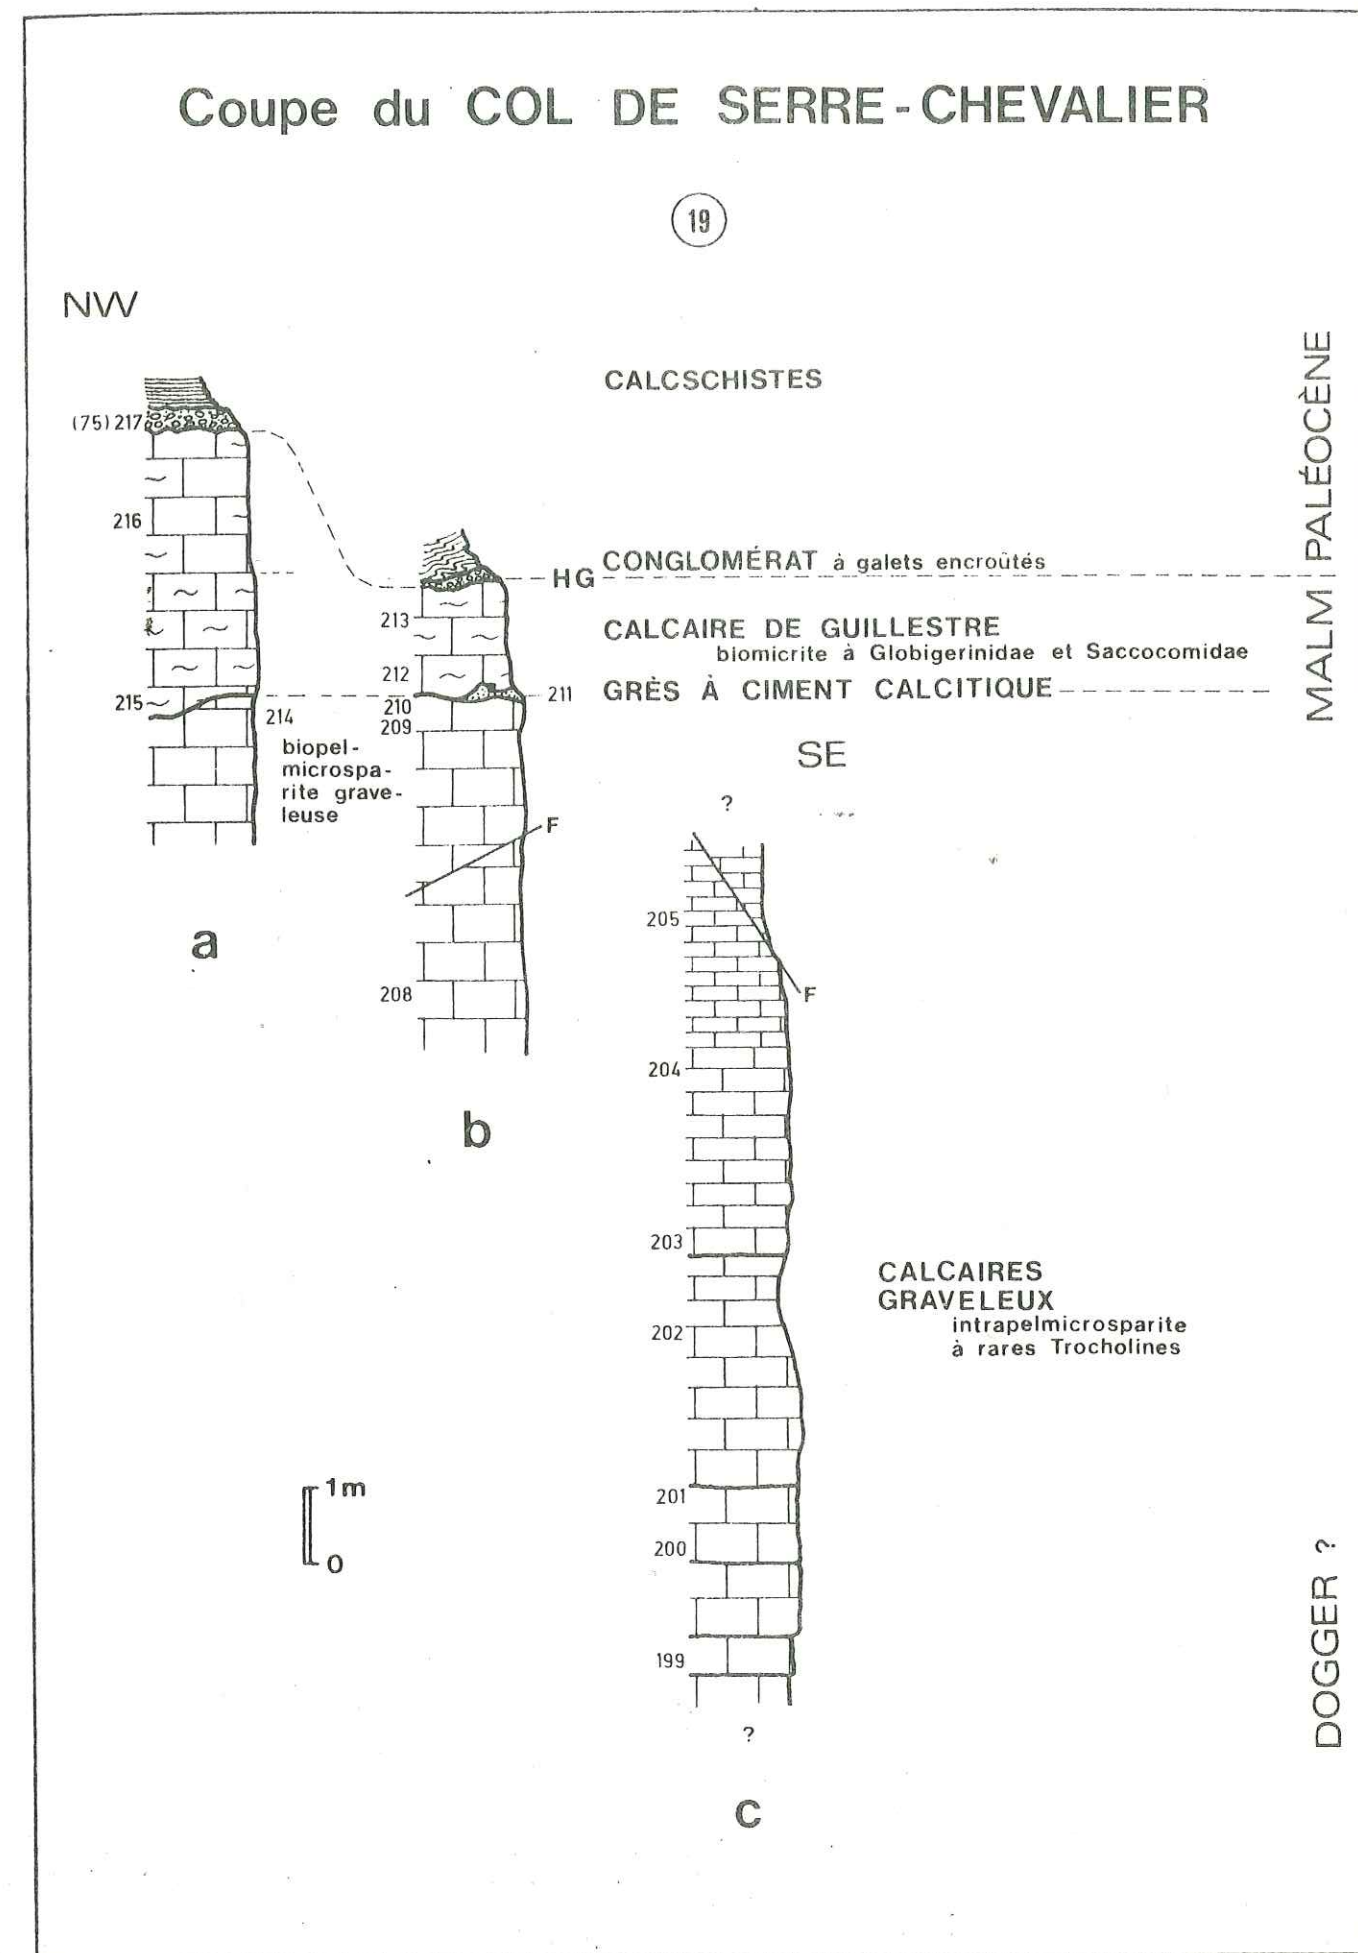 Coupe du COL DE SERRE-CHEVALIER
19
NW
CALCSCHISTES
(75) 217
216
HG
CONGLOMÉRAT à galets encroûtés
213
CALCAIRE DE GUILLESTRE
biomicrite à Globigerinidae et Saccocomidae
212
211
GRÈS À CIMENT CALCITIQUE
215
214
210
209
biopel-
microspa-
rite grave-
leuse
F
a
208
b
MALM PALÉOCÈNE
SE
?
205
F
204
203
CALCAIRES
GRAVELEUX
intrapelmicrosparite
à rares Trocholines
202
201
200
199
?
c
1m
0
DOGGER ?